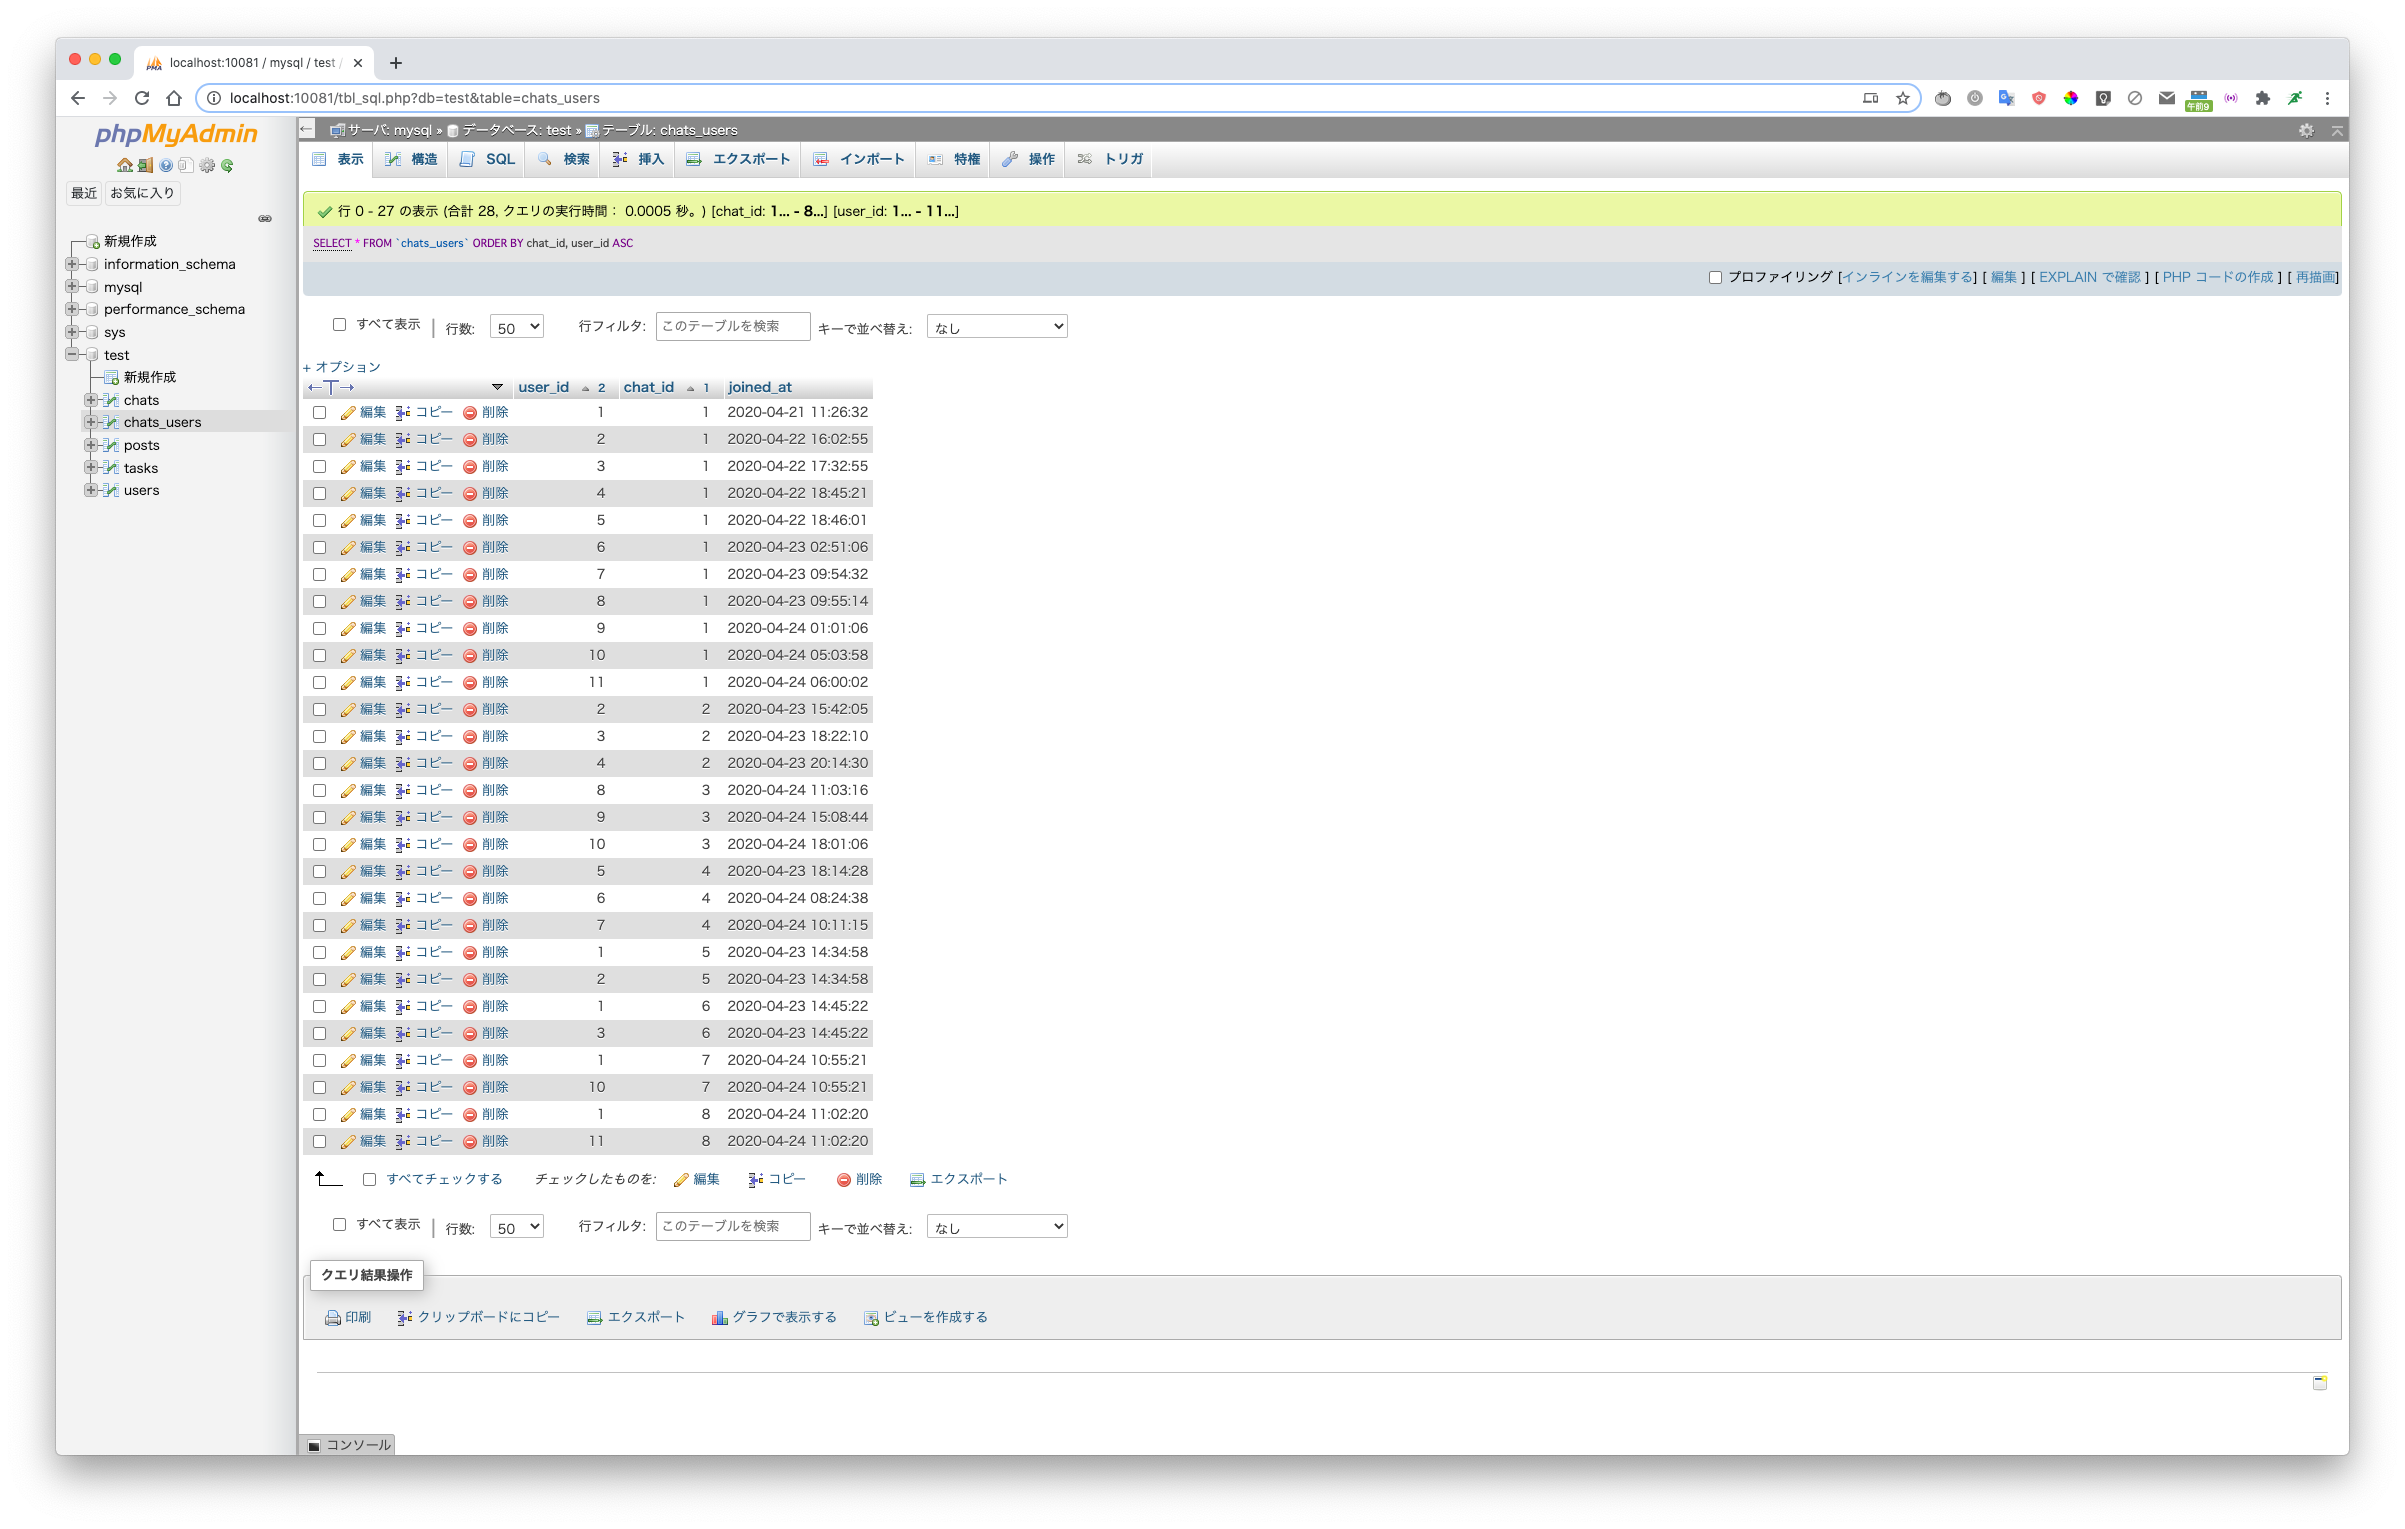 localhost:10081 / mysql / test /
localhost:10081/tbl_sql.php?db=test&table=chats_users
午前9
phpMyAdmin
最近 お気に入り
新規作成
information_schema
mysql
performance_schema
sys
test
新規作成
chats
chats_users
posts
tasks
users
サーバ: mysql » データベース: test » テーブル: chats_users
表示 構造 SQL 検索 挿入 エクスポート インポート 特権 操作 トリガ
行 0 - 27 の表示 (合計 28, クエリの実行時間： 0.0005 秒。) [chat_id: 1... - 8...] [user_id: 1... - 11...]
SELECT * FROM `chats_users` ORDER BY chat_id, user_id ASC
プロファイリング [インラインを編集する] [ 編集 ] [ EXPLAIN で確認 ] [ PHP コードの作成 ] [ 再描画]
すべて表示 | 行数: 50 行フィルタ: このテーブルを検索 キーで並べ替え: なし
+ オプション
←T→ user_id 2 chat_id 1 joined_at
編集 コピー 削除 1 1 2020-04-21 11:26:32
編集 コピー 削除 2 1 2020-04-22 16:02:55
編集 コピー 削除 3 1 2020-04-22 17:32:55
編集 コピー 削除 4 1 2020-04-22 18:45:21
編集 コピー 削除 5 1 2020-04-22 18:46:01
編集 コピー 削除 6 1 2020-04-23 02:51:06
編集 コピー 削除 7 1 2020-04-23 09:54:32
編集 コピー 削除 8 1 2020-04-23 09:55:14
編集 コピー 削除 9 1 2020-04-24 01:01:06
編集 コピー 削除 10 1 2020-04-24 05:03:58
編集 コピー 削除 11 1 2020-04-24 06:00:02
編集 コピー 削除 2 2 2020-04-23 15:42:05
編集 コピー 削除 3 2 2020-04-23 18:22:10
編集 コピー 削除 4 2 2020-04-23 20:14:30
編集 コピー 削除 8 3 2020-04-24 11:03:16
編集 コピー 削除 9 3 2020-04-24 15:08:44
編集 コピー 削除 10 3 2020-04-24 18:01:06
編集 コピー 削除 5 4 2020-04-23 18:14:28
編集 コピー 削除 6 4 2020-04-24 08:24:38
編集 コピー 削除 7 4 2020-04-24 10:11:15
編集 コピー 削除 1 5 2020-04-23 14:34:58
編集 コピー 削除 2 5 2020-04-23 14:34:58
編集 コピー 削除 1 6 2020-04-23 14:45:22
編集 コピー 削除 3 6 2020-04-23 14:45:22
編集 コピー 削除 1 7 2020-04-24 10:55:21
編集 コピー 削除 10 7 2020-04-24 10:55:21
編集 コピー 削除 1 8 2020-04-24 11:02:20
編集 コピー 削除 11 8 2020-04-24 11:02:20
すべてチェックする チェックしたものを: 編集 コピー 削除 エクスポート
すべて表示 | 行数: 50 行フィルタ: このテーブルを検索 キーで並べ替え: なし
クエリ結果操作
印刷 クリップボードにコピー エクスポート グラフで表示する ビューを作成する
コンソール